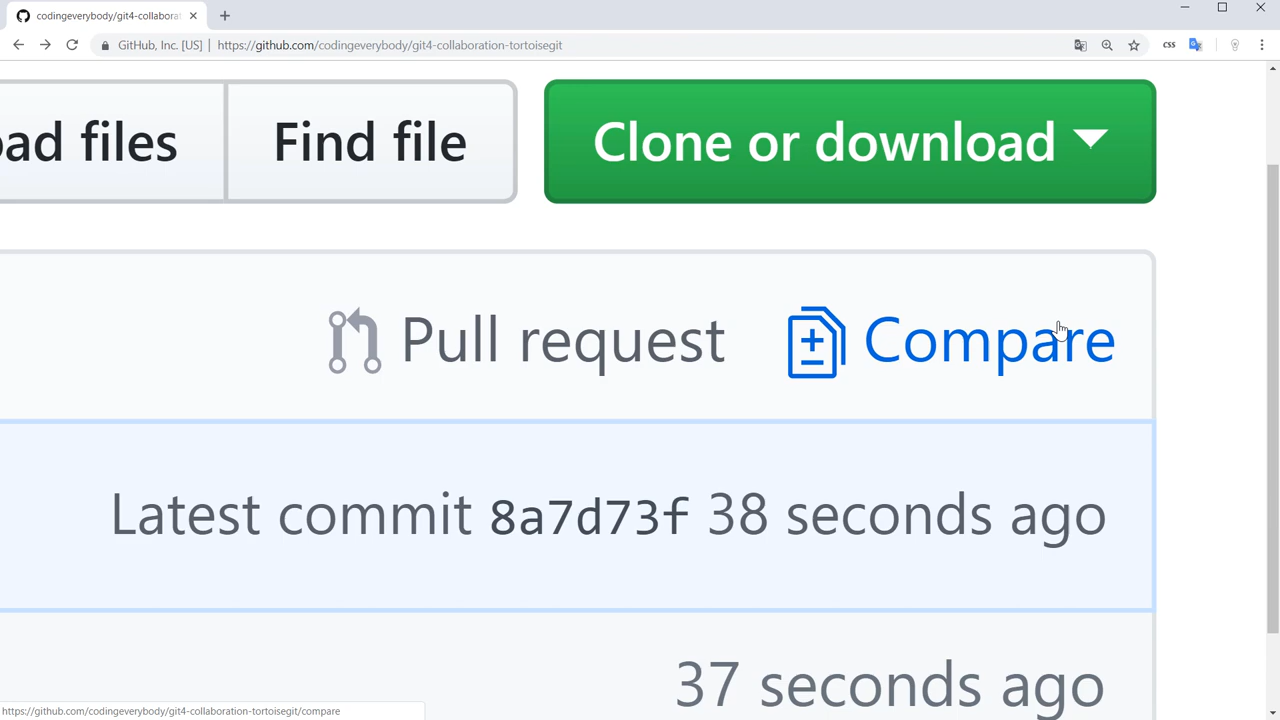 codingeverybody/git4-collabora
GitHub, Inc. [US] | https://github.com/codingeverybody/git4-collaboration-tortoisegit
css
oad files
Find file
Clone or download
Pull request
Compare
Latest commit 8a7d73f 38 seconds ago
37 seconds ago
https://github.com/codingeverybody/git4-collaboration-tortoisegit/compare